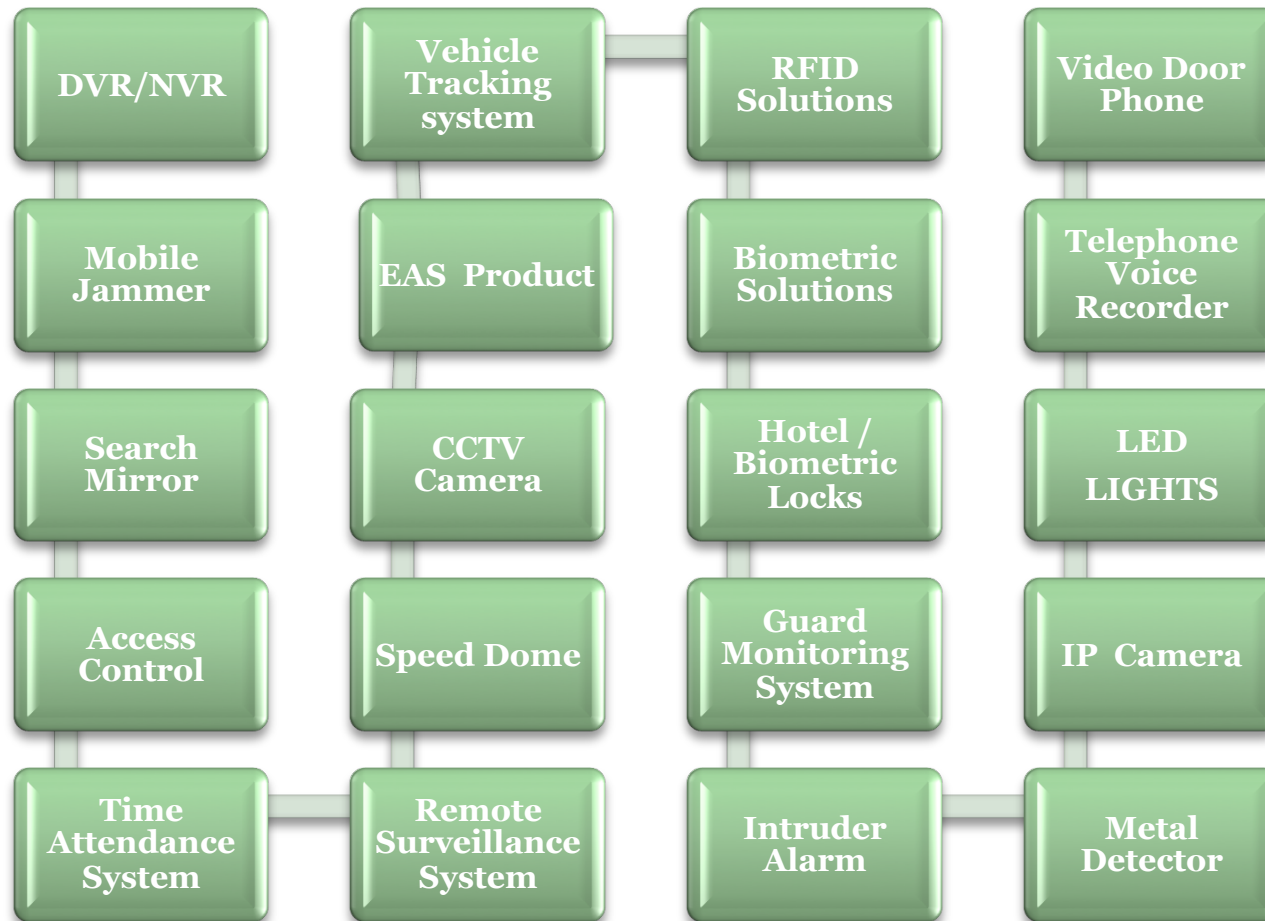 DVR/NVR
Mobile
Jammer
Search
Mirror
Access
Control
Time
Attendance
System
Remote
Surveillance
System
Speed Dome
CCTV
Camera
EAS  Product
Vehicle
Tracking
system
RFID
Solutions
Biometric
Solutions
Hotel /
Biometric
Locks
Guard
Monitoring
System
Intruder
Alarm
Metal
Detector
IP  Camera
LED
LIGHTS
Telephone
Voice
Recorder
Video Door
Phone